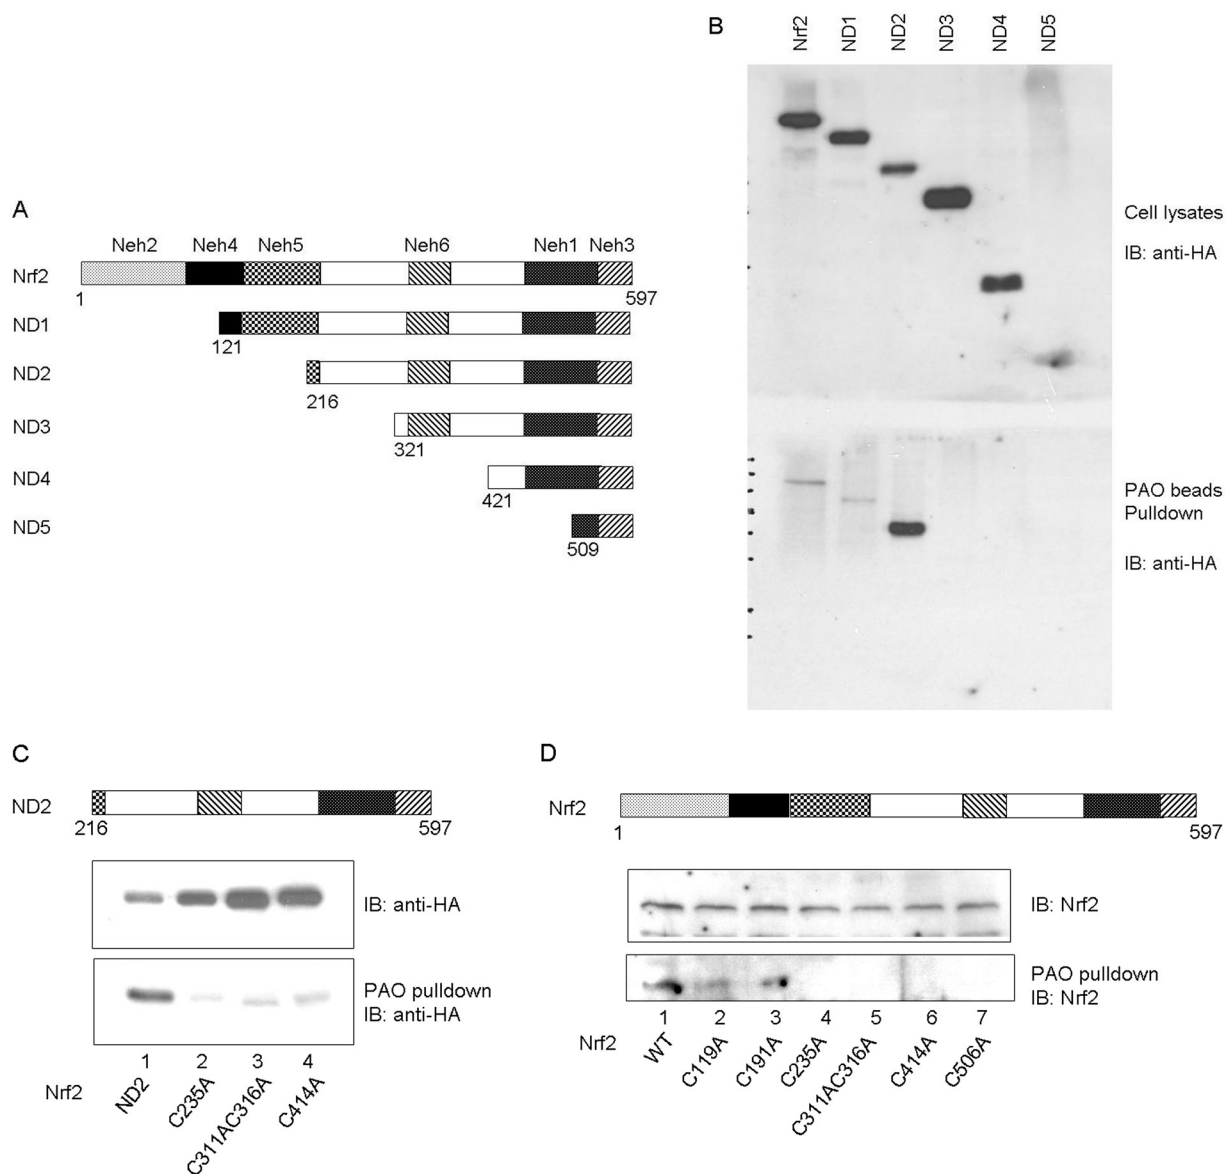 A
Neh2 Neh4 Neh5 Neh6 Neh1 Neh3
Nrf2
1 597
ND1
121
ND2
216
ND3
321
ND4
421
ND5
509
B
Nrf2 ND1 ND2 ND3 ND4 ND5
Cell lysates
IB: anti-HA
PAO beads
Pulldown
IB: anti-HA
C
ND2
216 597
IB: anti-HA
PAO pulldown
IB: anti-HA
1 2 3 4
Nrf2 ND2 C235A C311AC316A C414A
D
Nrf2
1 597
IB: Nrf2
PAO pulldown
IB: Nrf2
1 2 3 4 5 6 7
Nrf2 WT C119A C191A C235A C311AC316A C414A C506A